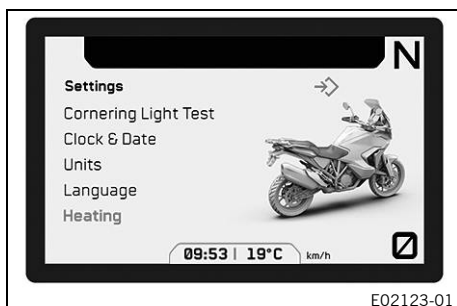 N
Settings
Cornering Light Test
Clock & Date
Units
Language
Heating
09:53 | 19°C km/h
0
E02123-01